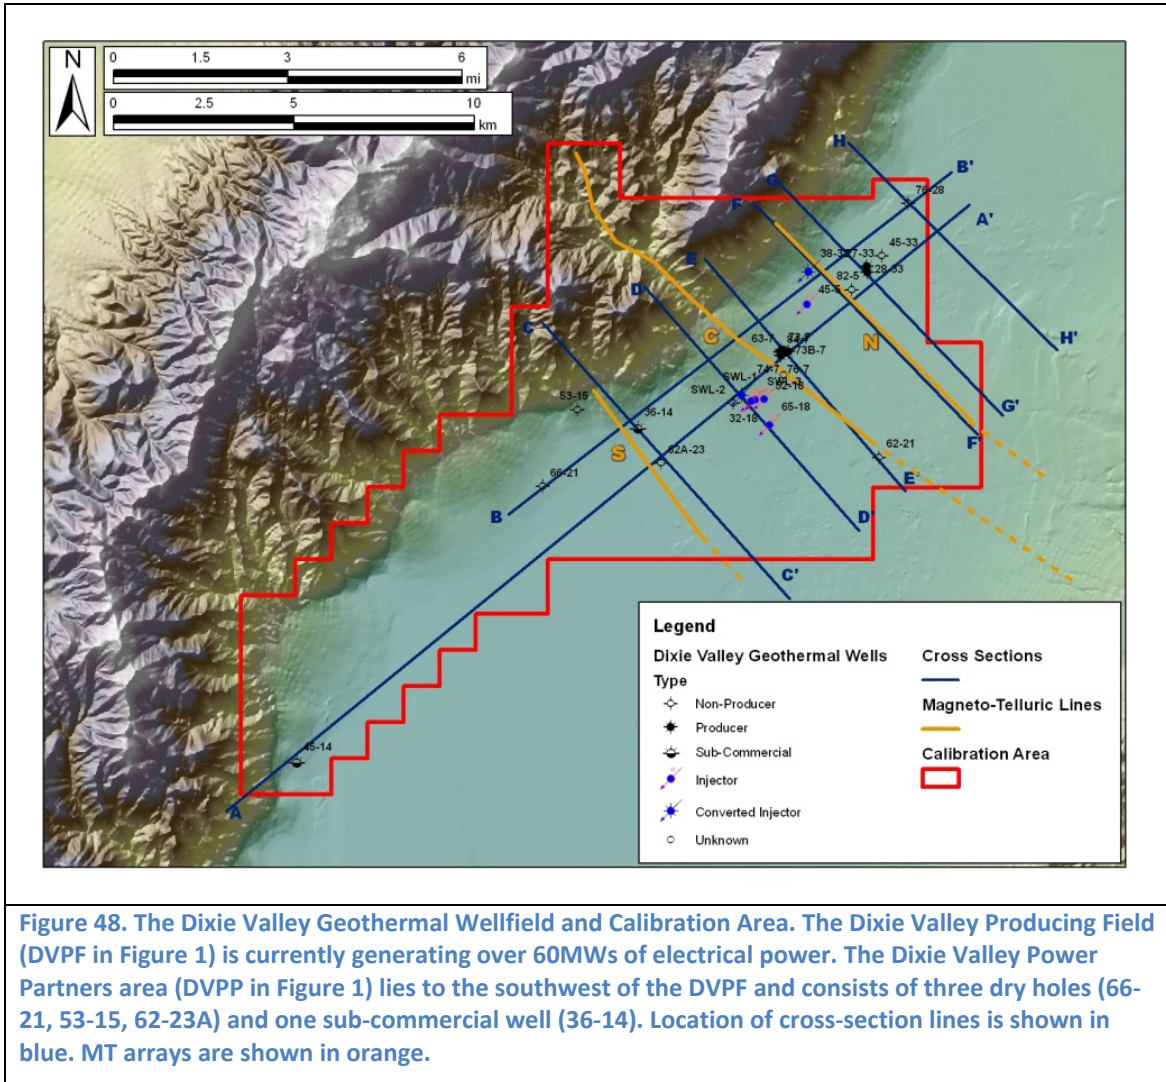 N
0 1.5 3 6
mi
0 2.5 5 10
km
H
B'
G
76-28
A'
F
45-33
E
38-32
27-33
28-33
82-5
45-5
D
C
N
H'
C
63-7
73B-7
74-7
76-7
SWL-1
SWL-3
SWL-2
32-18
65-18
53-15
36-14
G'
F'
S
62A-23
62-21
66-21
E'
B
D'
C'
45-14
A
Legend
Dixie Valley Geothermal Wells
Type
Non-Producer
Producer
Sub-Commercial
Injector
Converted Injector
Unknown
Cross Sections
Magneto-Telluric Lines
Calibration Area
Figure 48. The Dixie Valley Geothermal Wellfield and Calibration Area. The Dixie Valley Producing Field
(DVPF in Figure 1) is currently generating over 60MWs of electrical power. The Dixie Valley Power
Partners area (DVPP in Figure 1) lies to the southwest of the DVPF and consists of three dry holes (66-
21, 53-15, 62-23A) and one sub-commercial well (36-14). Location of cross-section lines is shown in
blue. MT arrays are shown in orange.